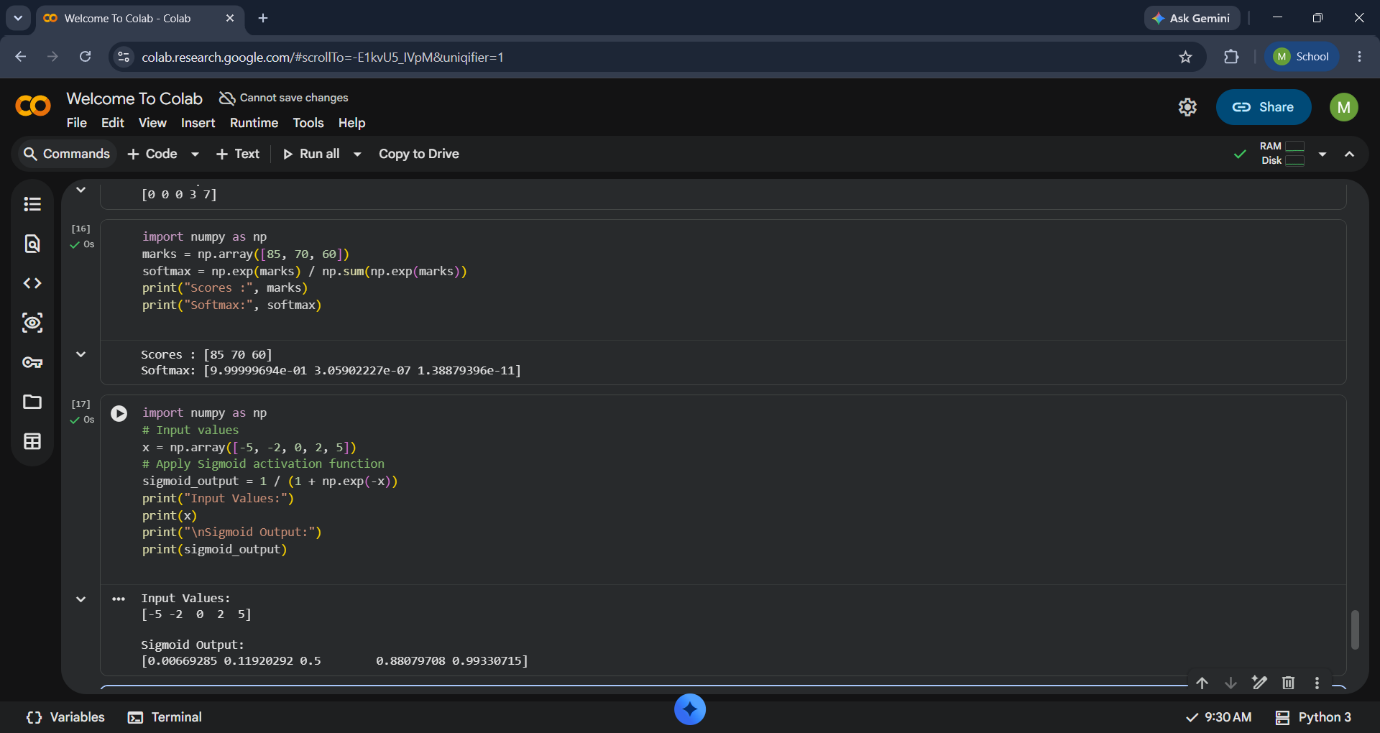 Welcome To Colab - Colab
Ask Gemini
colab.research.google.com/#scrollTo=-E1kvU5_IVpM&uniqifier=1
M School
Welcome To Colab
Cannot save changes
File Edit View Insert Runtime Tools Help
Share
M
Commands + Code + Text Run all Copy to Drive
RAM
Disk
[0 0 0 3 7]
[16]
0s
import numpy as np
marks = np.array([85, 70, 60])
softmax = np.exp(marks) / np.sum(np.exp(marks))
print("Scores :", marks)
print("Softmax:", softmax)
Scores : [85 70 60]
Softmax: [9.99999694e-01 3.05902227e-07 1.38879396e-11]
[17]
0s
import numpy as np
# Input values
x = np.array([-5, -2, 0, 2, 5])
# Apply Sigmoid activation function
sigmoid_output = 1 / (1 + np.exp(-x))
print("Input Values:")
print(x)
print("\nSigmoid Output:")
print(sigmoid_output)
Input Values:
[-5 -2  0  2  5]
Sigmoid Output:
[0.00669285 0.11920292 0.5        0.88079708 0.99330715]
{} Variables
Terminal
9:30 AM
Python 3